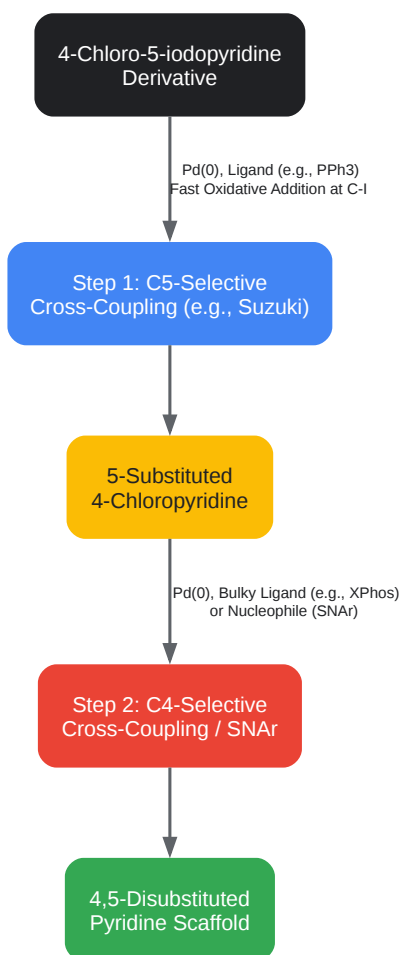 4-Chloro-5-iodopyridine
Derivative
Pd(0), Ligand (e.g., PPh3)
Fast Oxidative Addition at C-I
Step 1: C5-Selective
Cross-Coupling (e.g., Suzuki)
5-Substituted
4-Chloropyridine
Pd(0), Bulky Ligand (e.g., XPhos)
or Nucleophile (SNAr)
Step 2: C4-Selective
Cross-Coupling / SNAr
4,5-Disubstituted
Pyridine Scaffold